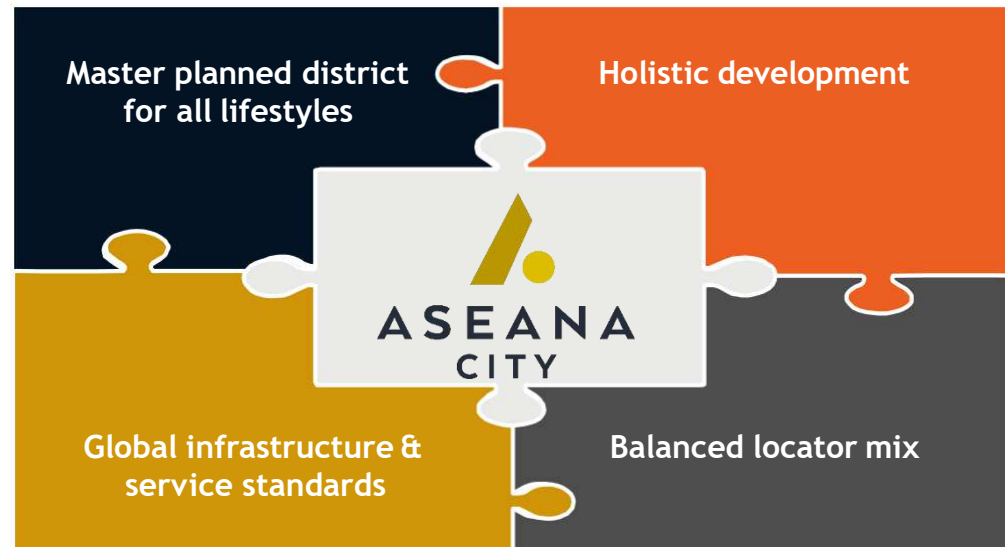 Master planned district
for all lifestyles
Holistic development
ASEANA
CITY
Global infrastructure &
service standards
Balanced locator mix